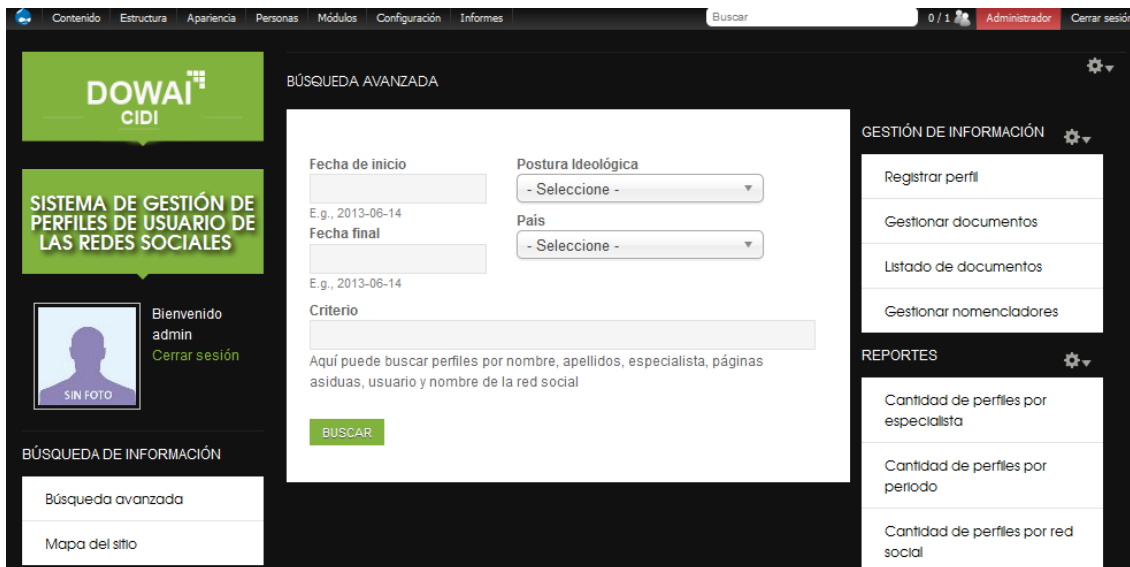 Contenido Estructura Apariencia Personas Módulos Configuración Informes Buscar 0 / 1 Administrador Cerrar sesión
DOWAi
CIDI
SISTEMA DE GESTIÓN DE
PERFILES DE USUARIO DE
LAS REDES SOCIALES
SIN FOTO
Bienvenido
admin
Cerrar sesión
BÚSQUEDA DE INFORMACIÓN
Búsqueda avanzada
Mapa del sitio
BÚSQUEDA AVANZADA
Fecha de inicio
E.g., 2013-06-14
Fecha final
E.g., 2013-06-14
Postura Ideológica
- Seleccione -
País
- Seleccione -
Criterio
Aquí puede buscar perfiles por nombre, apellidos, especialista, páginas
asiduas, usuario y nombre de la red social
BUSCAR
GESTIÓN DE INFORMACIÓN
Registrar perfil
Gestionar documentos
Listado de documentos
Gestionar nomencladores
REPORTES
Cantidad de perfiles por
especialista
Cantidad de perfiles por
periodo
Cantidad de perfiles por red
social